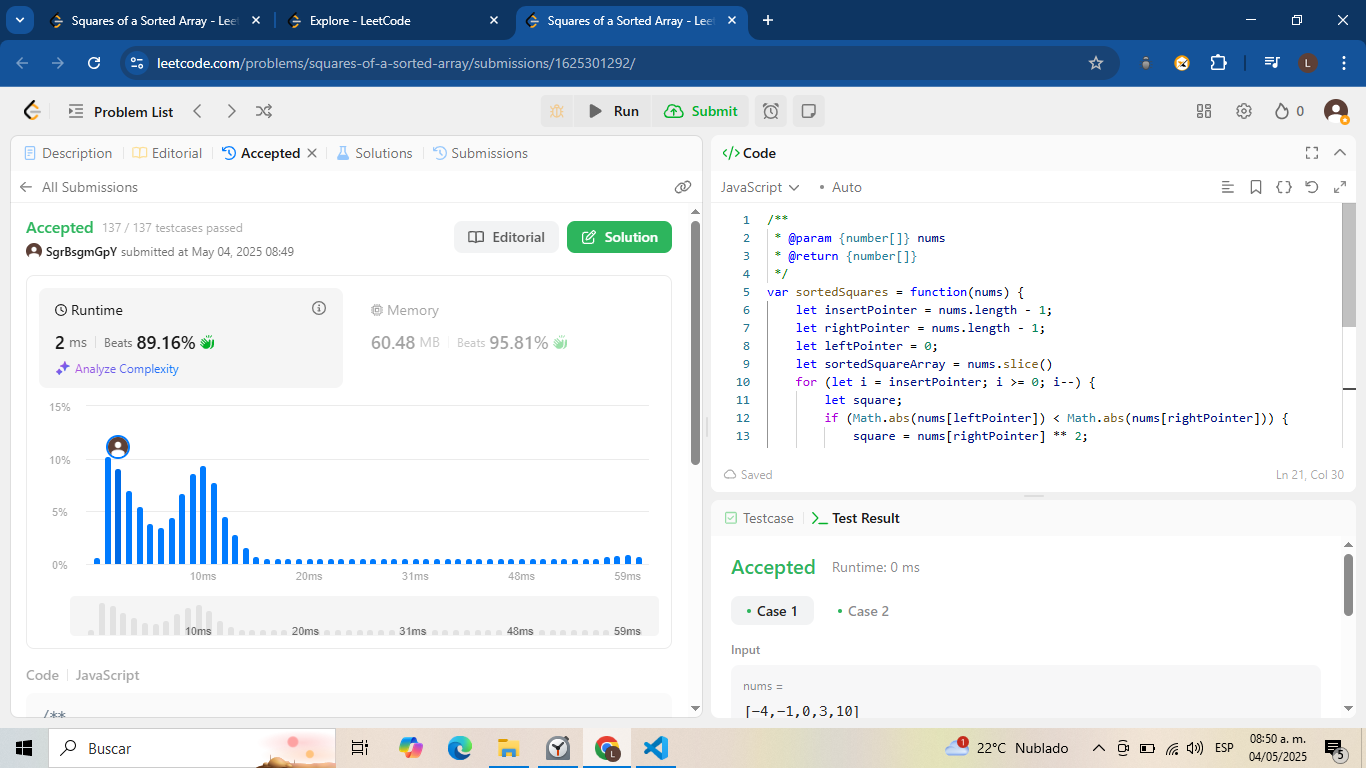 Squares of a Sorted Array - Leet
Explore - LeetCode
Squares of a Sorted Array - Leet
leetcode.com/problems/squares-of-a-sorted-array/submissions/1625301292/
L
Problem List
Run
Submit
0
Description
Editorial
Accepted
Solutions
Submissions
All Submissions
Accepted 137 / 137 testcases passed
SgrBsgmGpY submitted at May 04, 2025 08:49
Editorial
Solution
Runtime
2 ms Beats 89.16%
Analyze Complexity
Memory
60.48 MB Beats 95.81%
15%
10%
5%
0%
10ms 20ms 31ms 48ms 59ms
10ms 20ms 31ms 48ms 59ms
Code JavaScript
/**
Code
JavaScript Auto
1 /**
2 * @param {number[]} nums
3 * @return {number[]}
4 */
5 var sortedSquares = function(nums) {
6 let insertPointer = nums.length - 1;
7 let rightPointer = nums.length - 1;
8 let leftPointer = 0;
9 let sortedSquareArray = nums.slice()
10 for (let i = insertPointer; i >= 0; i--) {
11 let square;
12 if (Math.abs(nums[leftPointer]) < Math.abs(nums[rightPointer])) {
13 square = nums[rightPointer] ** 2;
Saved
Ln 21, Col 30
Testcase
Test Result
Accepted Runtime: 0 ms
Case 1
Case 2
Input
nums =
[-4,-1,0,3,10]
Buscar
L
1
22°C Nublado
ESP
08:50 a. m.
04/05/2025
5